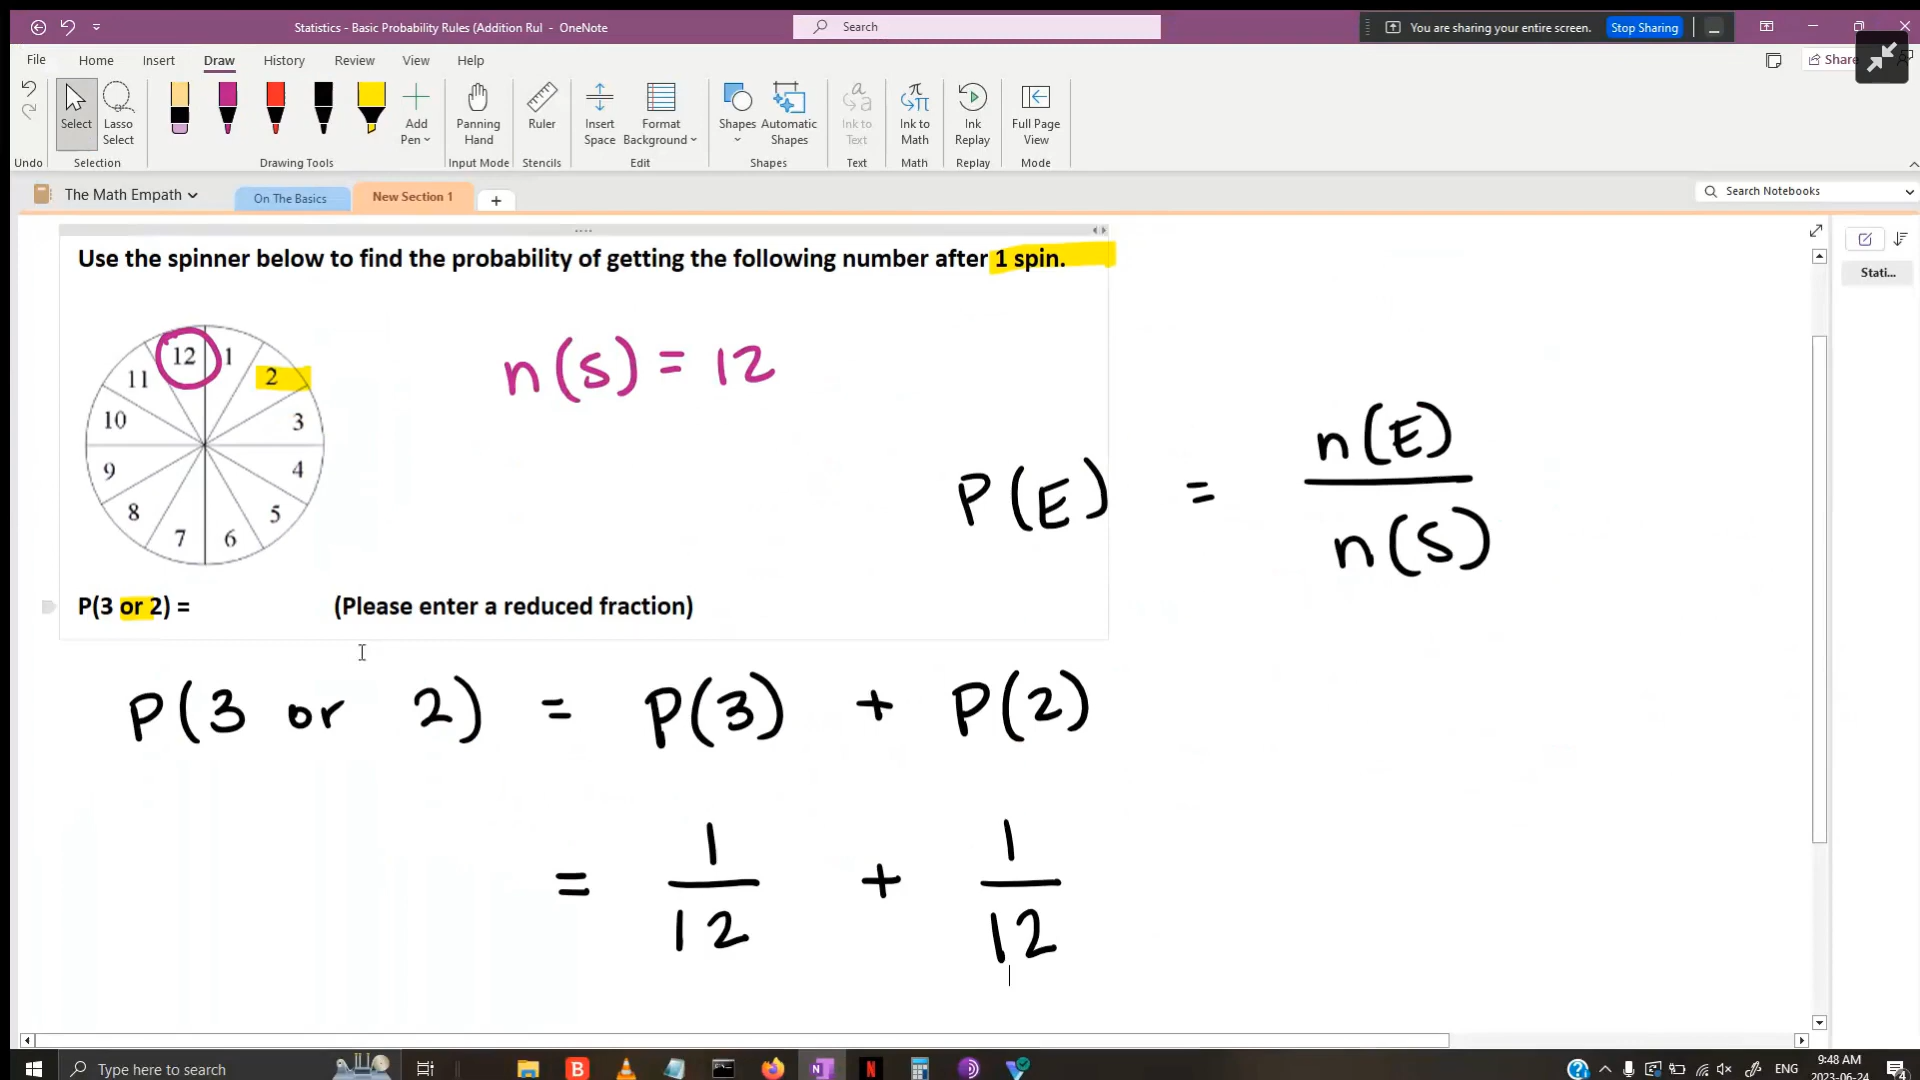 Statistics - Basic Probability Rules (Addition Rul - OneNote
Search
You are sharing your entire screen.
Stop Sharing
File Home Insert Draw History Review View Help
Share
Select
Lasso Select
Add Pen
Panning Hand
Ruler
Insert Space
Format Background
Shapes
Automatic Shapes
Ink to Text
Ink to Math
Ink Replay
Full Page View
Undo Selection Drawing Tools Input Mode Stencils Edit Shapes Text Math Replay Mode
The Math Empath
On The Basics
New Section 1
+
Search Notebooks
Stati...
Use the spinner below to find the probability of getting the following number after 1 spin.
12 1
11 2
10 3
9 4
8 5
7 6
n(S) = 12
P(E) = n(E)
n(S)
P(3 or 2) = (Please enter a reduced fraction)
P(3 or 2) = P(3) + P(2)
= 1 + 1
12 12
Type here to search
ENG
9:48 AM
2023-06-24
4